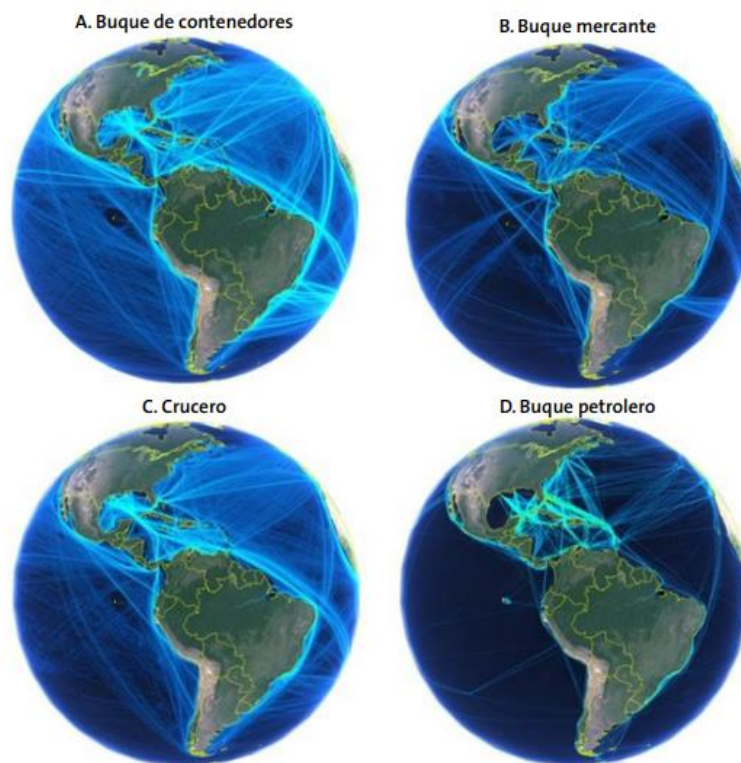 A. Buque de contenedores
B. Buque mercante
C. Crucero
D. Buque petrolero